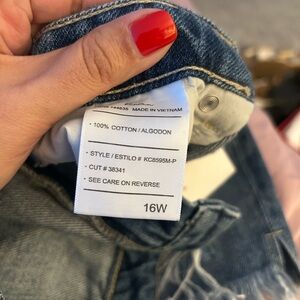 MADE IN VIETNAM
• 100% COTTON / ALGODON
• STYLE / ESTILO # KC8595M-P
• CUT # 38341
• SEE CARE ON REVERSE
16W